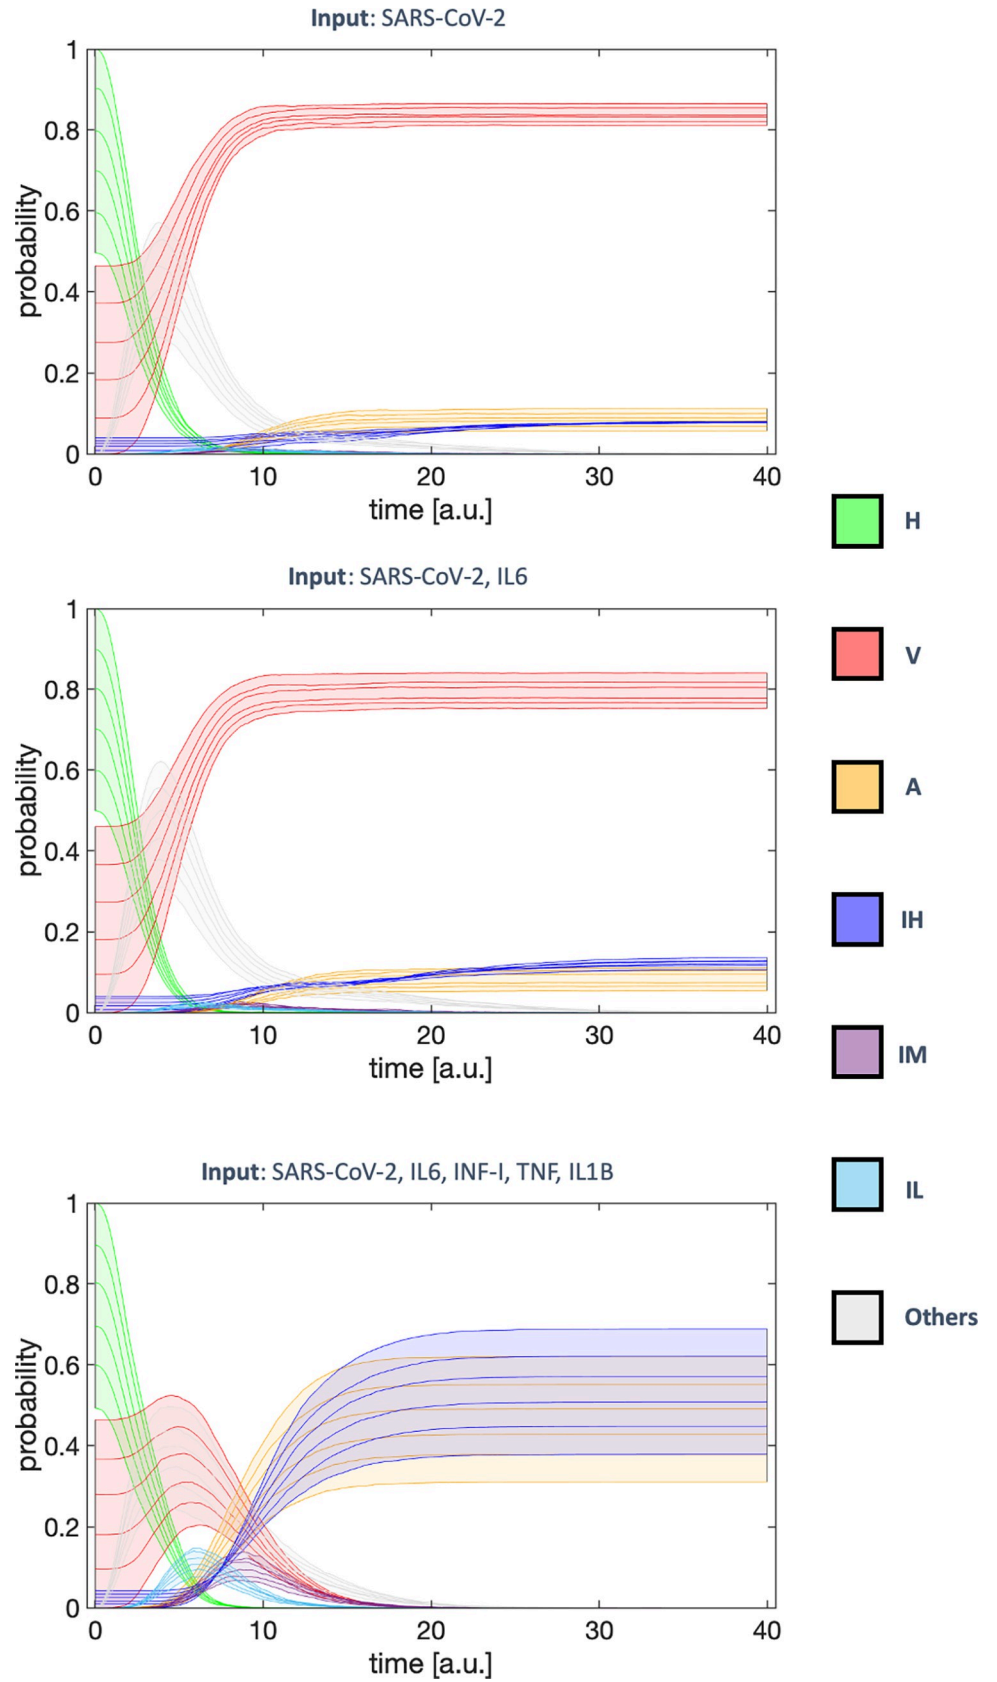 Input: SARS-CoV-2
1
0.8
0.6
0.4
0.2
0
probability
0 10 20 30 40
time [a.u.]
Input: SARS-CoV-2, IL6
1
0.8
0.6
0.4
0.2
0
probability
0 10 20 30 40
time [a.u.]
Input: SARS-CoV-2, IL6, INF-I, TNF, IL1B
1
0.8
0.6
0.4
0.2
0
probability
0 10 20 30 40
time [a.u.]
H
V
A
IH
IM
IL
Others